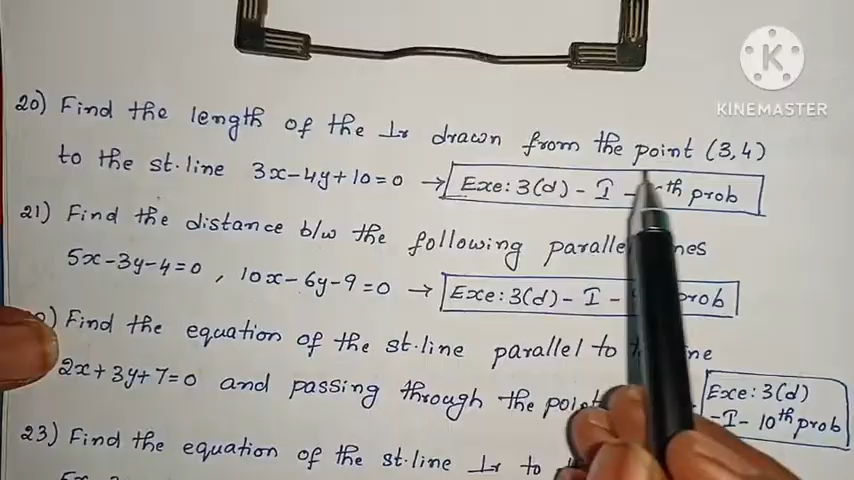 KINEMASTER
20) Find the length of the ⊥r drawn from the point (3,4)
to the st.line 3x-4y+10=0 → Exe: 3(d) - I - th prob
21) Find the distance b/w the following parallel
5x-3y-4=0 , 10x-6y-9=0 → Exe: 3(d) - I - prob
) Find the equation of the st.line parallel to
2x+3y+7=0 and passing through the point Exe: 3(d)
-I- 10th prob
23) Find the equation of the st.line ⊥r to